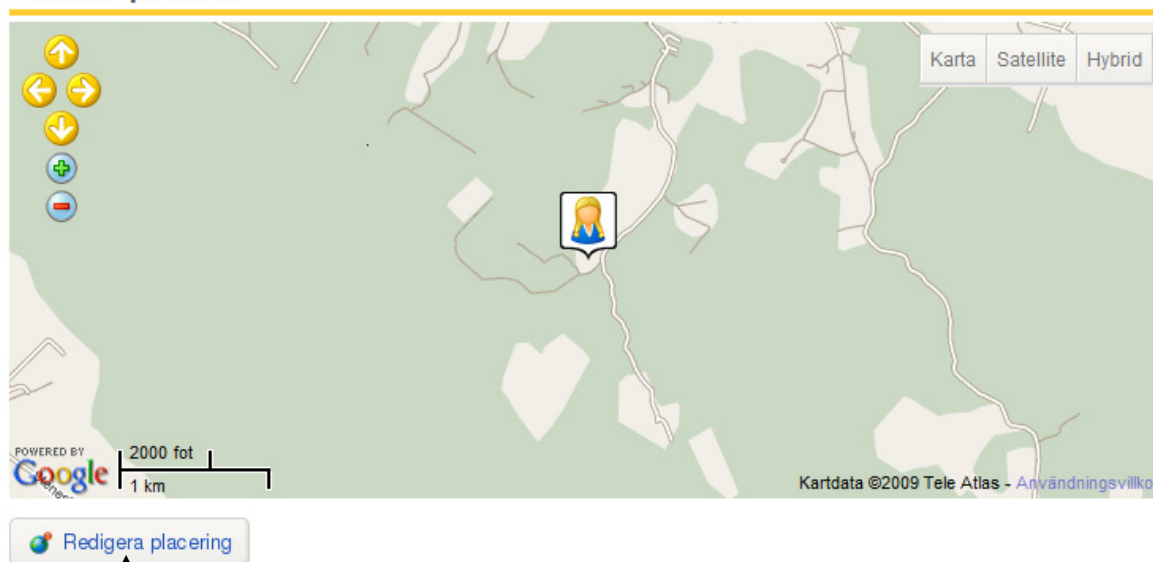 Karta Satellite Hybrid
POWERED BY
Google
2000 fot
1 km
Kartdata ©2009 Tele Atlas - Användningsvillko
Redigera placering